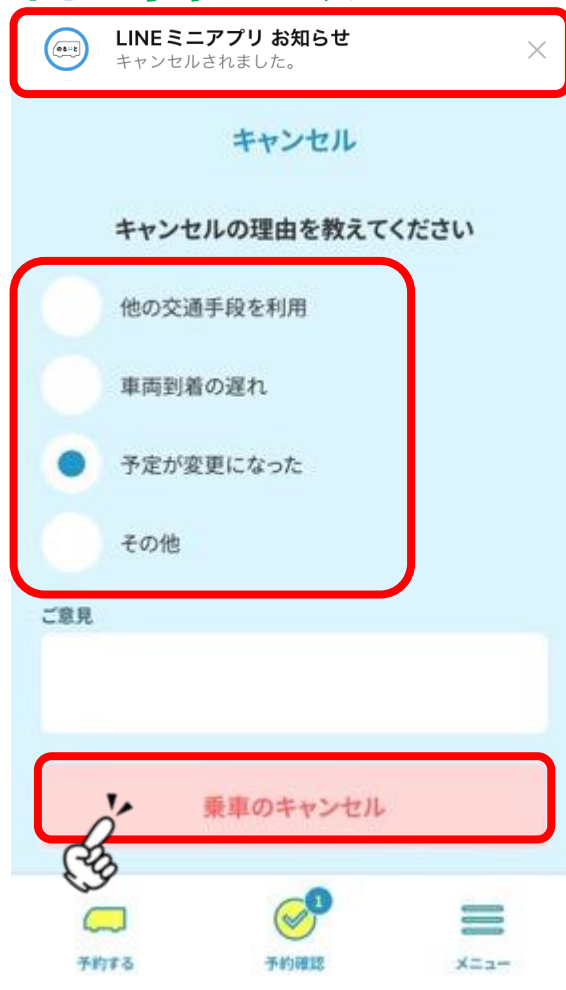 LINEミニアプリ お知らせ
のるーと
キャンセルされました。
キャンセル
キャンセルの理由を教えてください
他の交通手段を利用
車両到着の遅れ
予定が変更になった
その他
ご意見
乗車のキャンセル
1
予約する
予約確認
メニュー